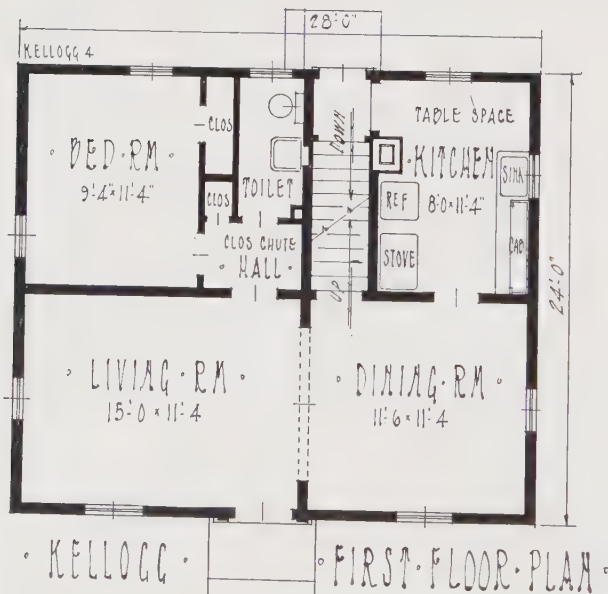 28'-0"
KELLOGG 4
TABLE SPACE
CLOS
DOWN
· BED·RM ·
·KITCHEN
SINK
9'-4"×11'-4"
CLOS
TOILET
REF
8'-0×11'-4"
CLOS CHUTE
STOVE
CAB
HALL
UP
24'-0"
· LIVING·RM ·
· DINING·RM ·
15'-0×11'-4
11'-6×11'-4
· KELLOGG · · FIRST·FLOOR·PLAN ·